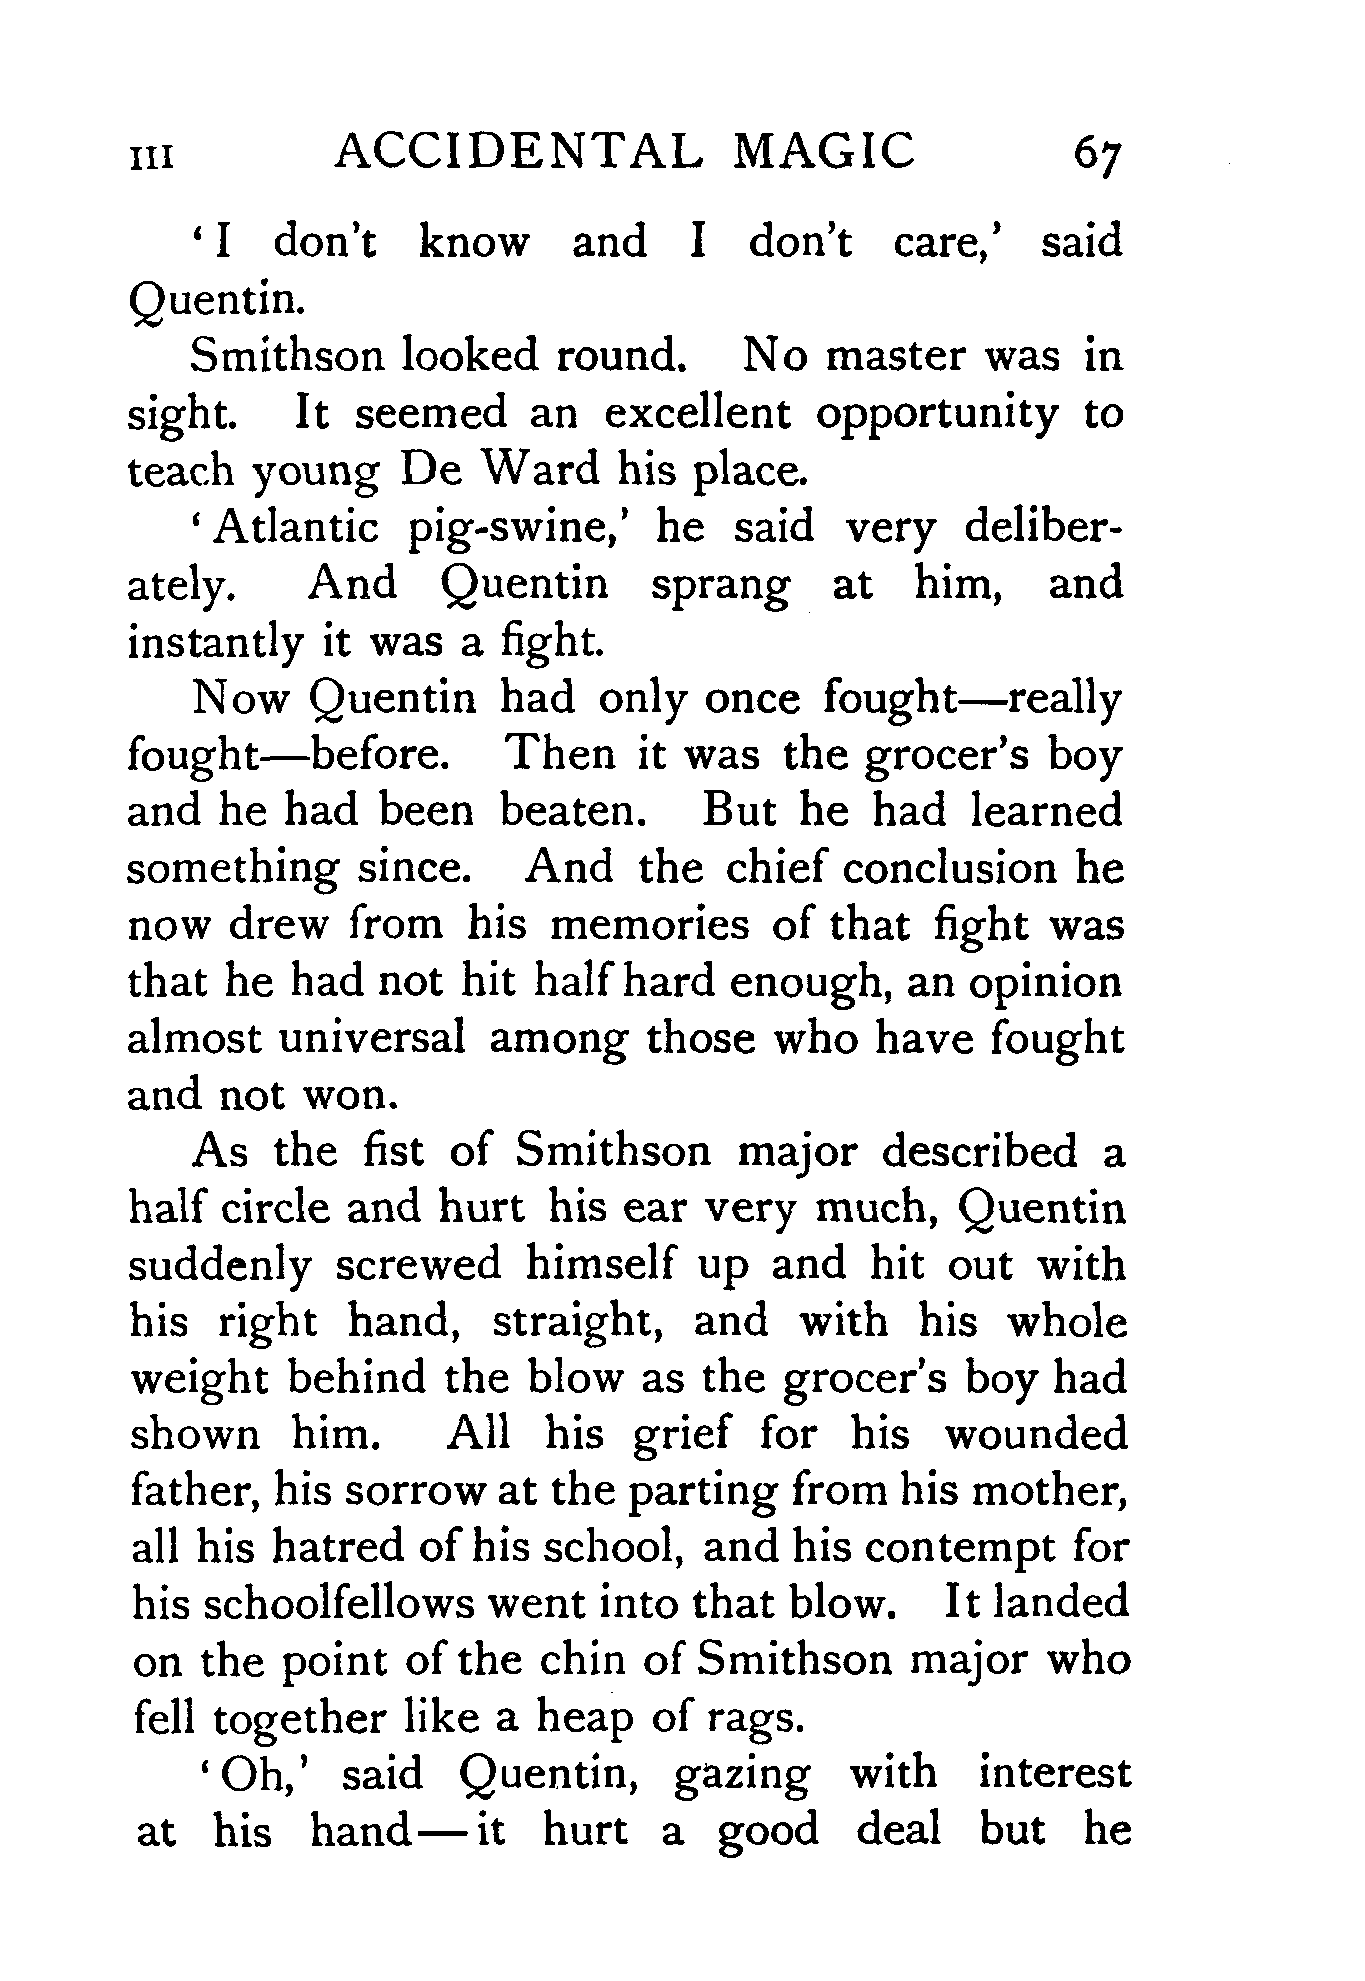 III ACCIDENTAL MAGIC 67
‘I don’t know and I don’t care,’ said
Quentin.
Smithson looked round. No master was in
sight. It seemed an excellent opportunity to
teach young De Ward his place.
‘Atlantic pig-swine,’ he said very deliber-
ately. And Quentin sprang at him, and
instantly it was a fight.
Now Quentin had only once fought—really
fought—before. Then it was the grocer’s boy
and he had been beaten. But he had learned
something since. And the chief conclusion he
now drew from his memories of that fight was
that he had not hit half hard enough, an opinion
almost universal among those who have fought
and not won.
As the fist of Smithson major described a
half circle and hurt his ear very much, Quentin
suddenly screwed himself up and hit out with
his right hand, straight, and with his whole
weight behind the blow as the grocer’s boy had
shown him. All his grief for his wounded
father, his sorrow at the parting from his mother,
all his hatred of his school, and his contempt for
his schoolfellows went into that blow. It landed
on the point of the chin of Smithson major who
fell together like a heap of rags.
‘Oh,’ said Quentin, gazing with interest
at his hand—it hurt a good deal but he